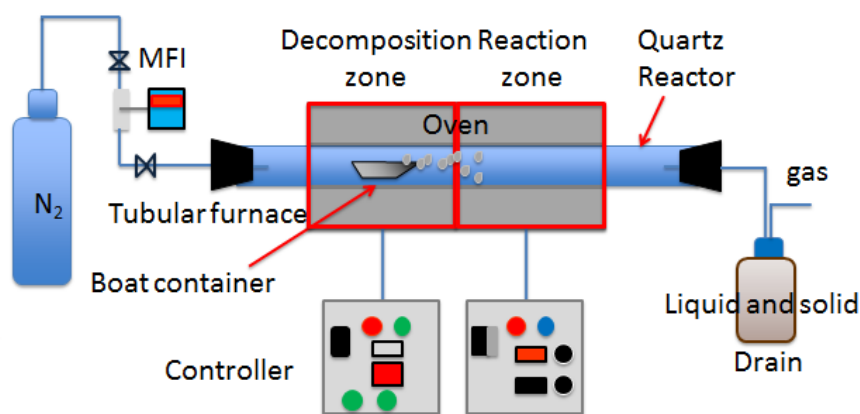 MFI
Decomposition
zone
Reaction
zone
Quartz
Reactor
Oven
N2
Tubular furnace
gas
Boat container
Liquid and solid
Drain
Controller